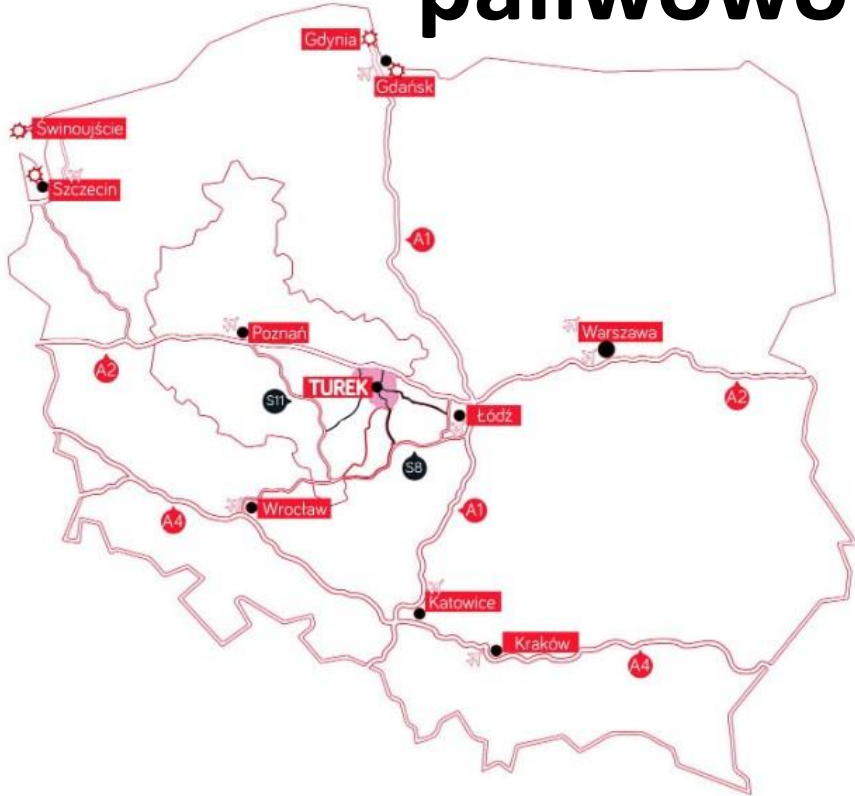 paliwowo
Gdynia
Gdańsk
Świnoujście
Szczecin
A1
Poznań
Warszawa
A2
TUREK
S11
A2
Łódź
S8
Wrocław
A4
A1
Katowice
Kraków
A4